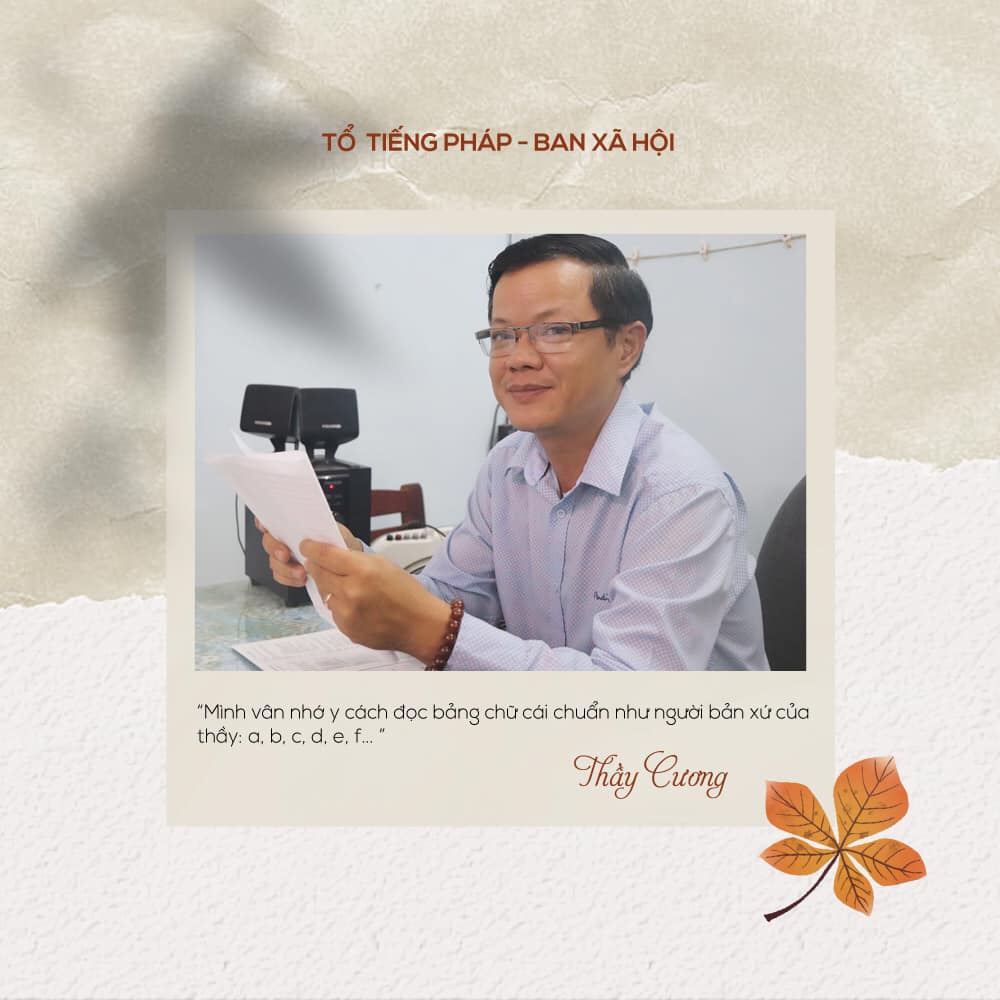 TỔ TIẾNG PHÁP - BAN XÃ HỘI
“Mình vân nhớ y cách đọc bảng chữ cái chuẩn như người bản xứ của
thầy: a, b, c, d, e, f... ”
Thầy Cương